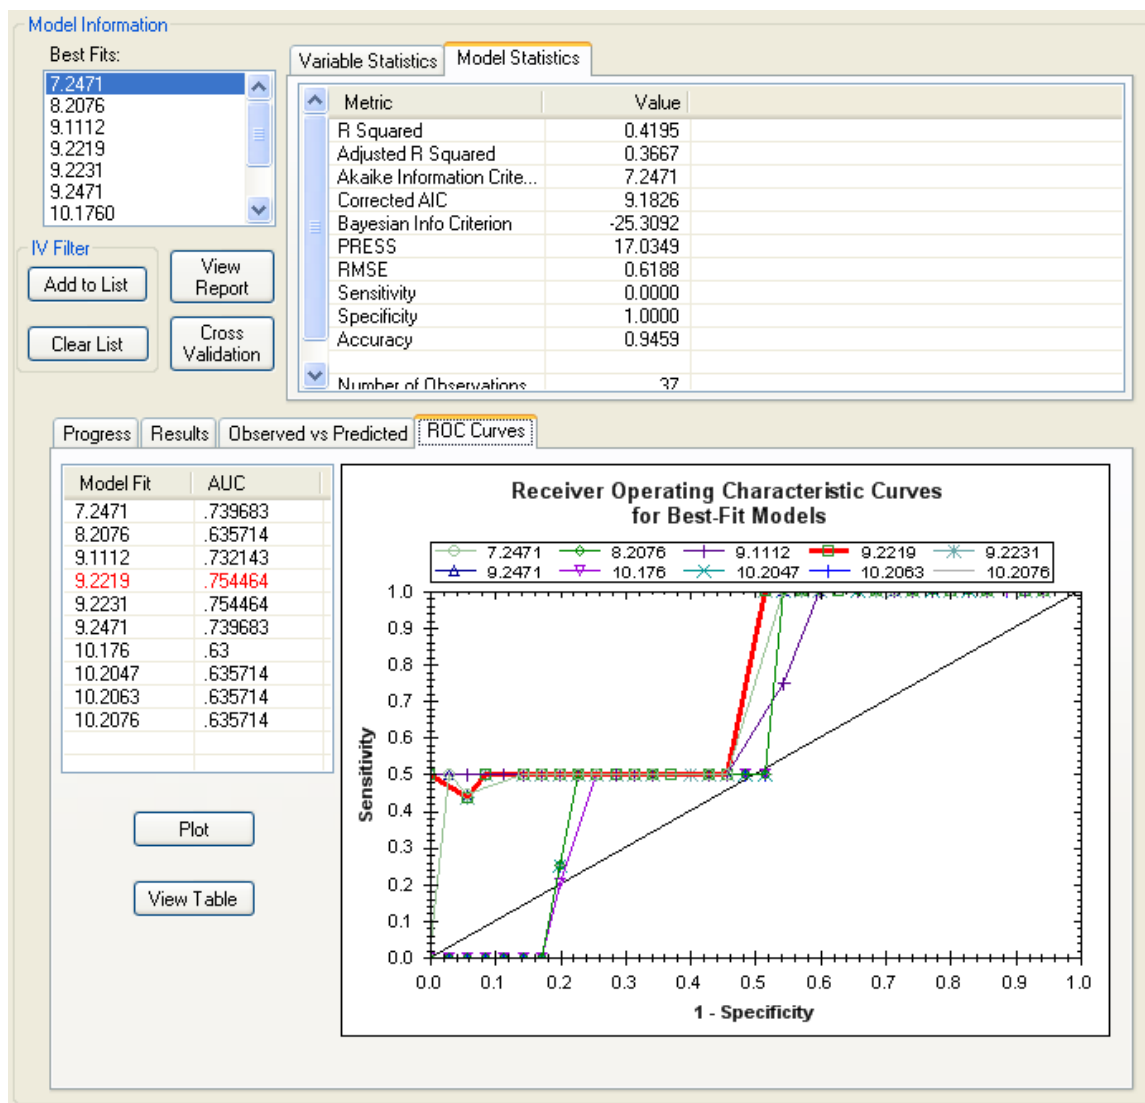 Model Information
Best Fits:
7.2471
8.2076
9.1112
9.2219
9.2231
9.2471
10.1760
IV Filter
Add to List
Clear List
View
Report
Cross
Validation
Variable Statistics Model Statistics
Metric Value
R Squared 0.4195
Adjusted R Squared 0.3667
Akaike Information Crite... 7.2471
Corrected AIC 9.1826
Bayesian Info Criterion -25.3092
PRESS 17.0349
RMSE 0.6188
Sensitivity 0.0000
Specificity 1.0000
Accuracy 0.9459
Number of Observations 37
Progress Results Observed vs Predicted ROC Curves
Model Fit AUC
7.2471 .739683
8.2076 .635714
9.1112 .732143
9.2219 .754464
9.2231 .754464
9.2471 .739683
10.176 .63
10.2047 .635714
10.2063 .635714
10.2076 .635714
Plot
View Table
Receiver Operating Characteristic Curves
for Best-Fit Models
7.2471 8.2076 9.1112 9.2219 9.2231
9.2471 10.176 10.2047 10.2063 10.2076
1.0
0.9
0.8
0.7
0.6
0.5
0.4
0.3
0.2
0.1
0.0
Sensitivity
0.0 0.1 0.2 0.3 0.4 0.5 0.6 0.7 0.8 0.9 1.0
1 - Specificity